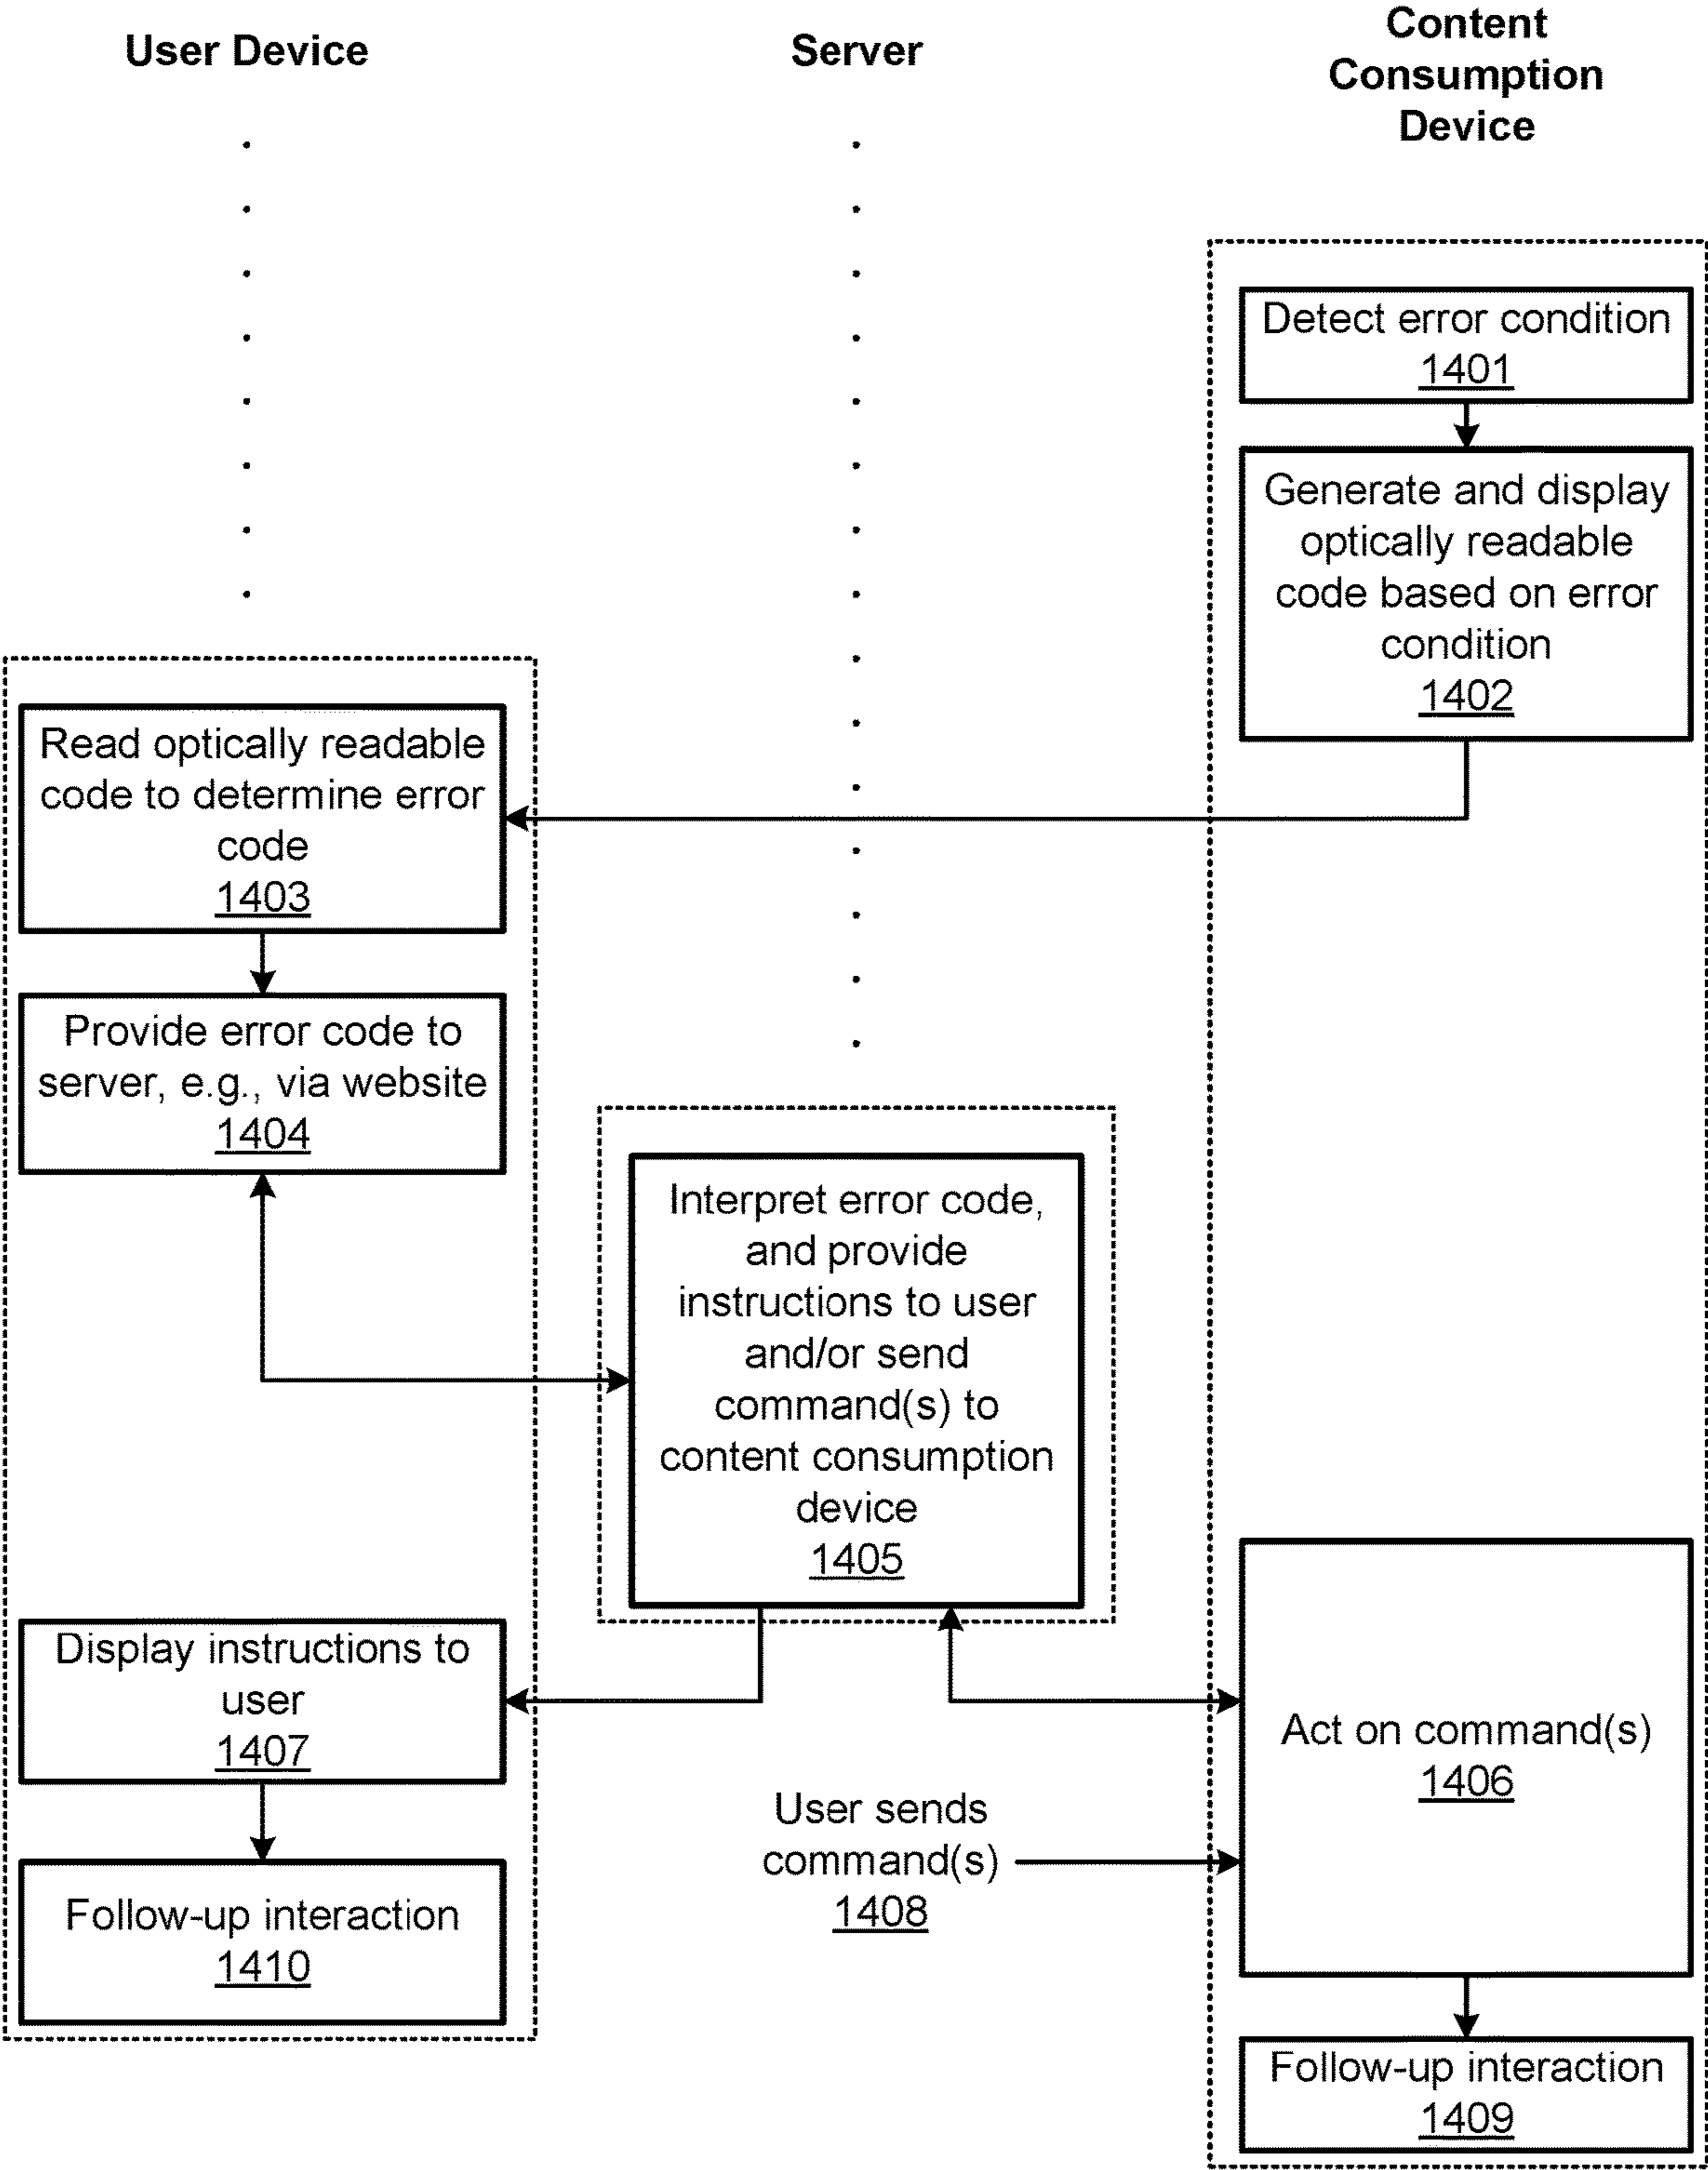 User Device
Server
Content
Consumption
Device
Detect error condition
1401
Generate and display
optically readable
code based on error
condition
1402
Read optically readable
code to determine error
code
1403
Provide error code to
server, e.g., via website
1404
Interpret error code,
and provide
instructions to user
and/or send
command(s) to
content consumption
device
1405
Act on command(s)
1406
Display instructions to
user
1407
User sends
command(s)
1408
Follow-up interaction
1410
Follow-up interaction
1409